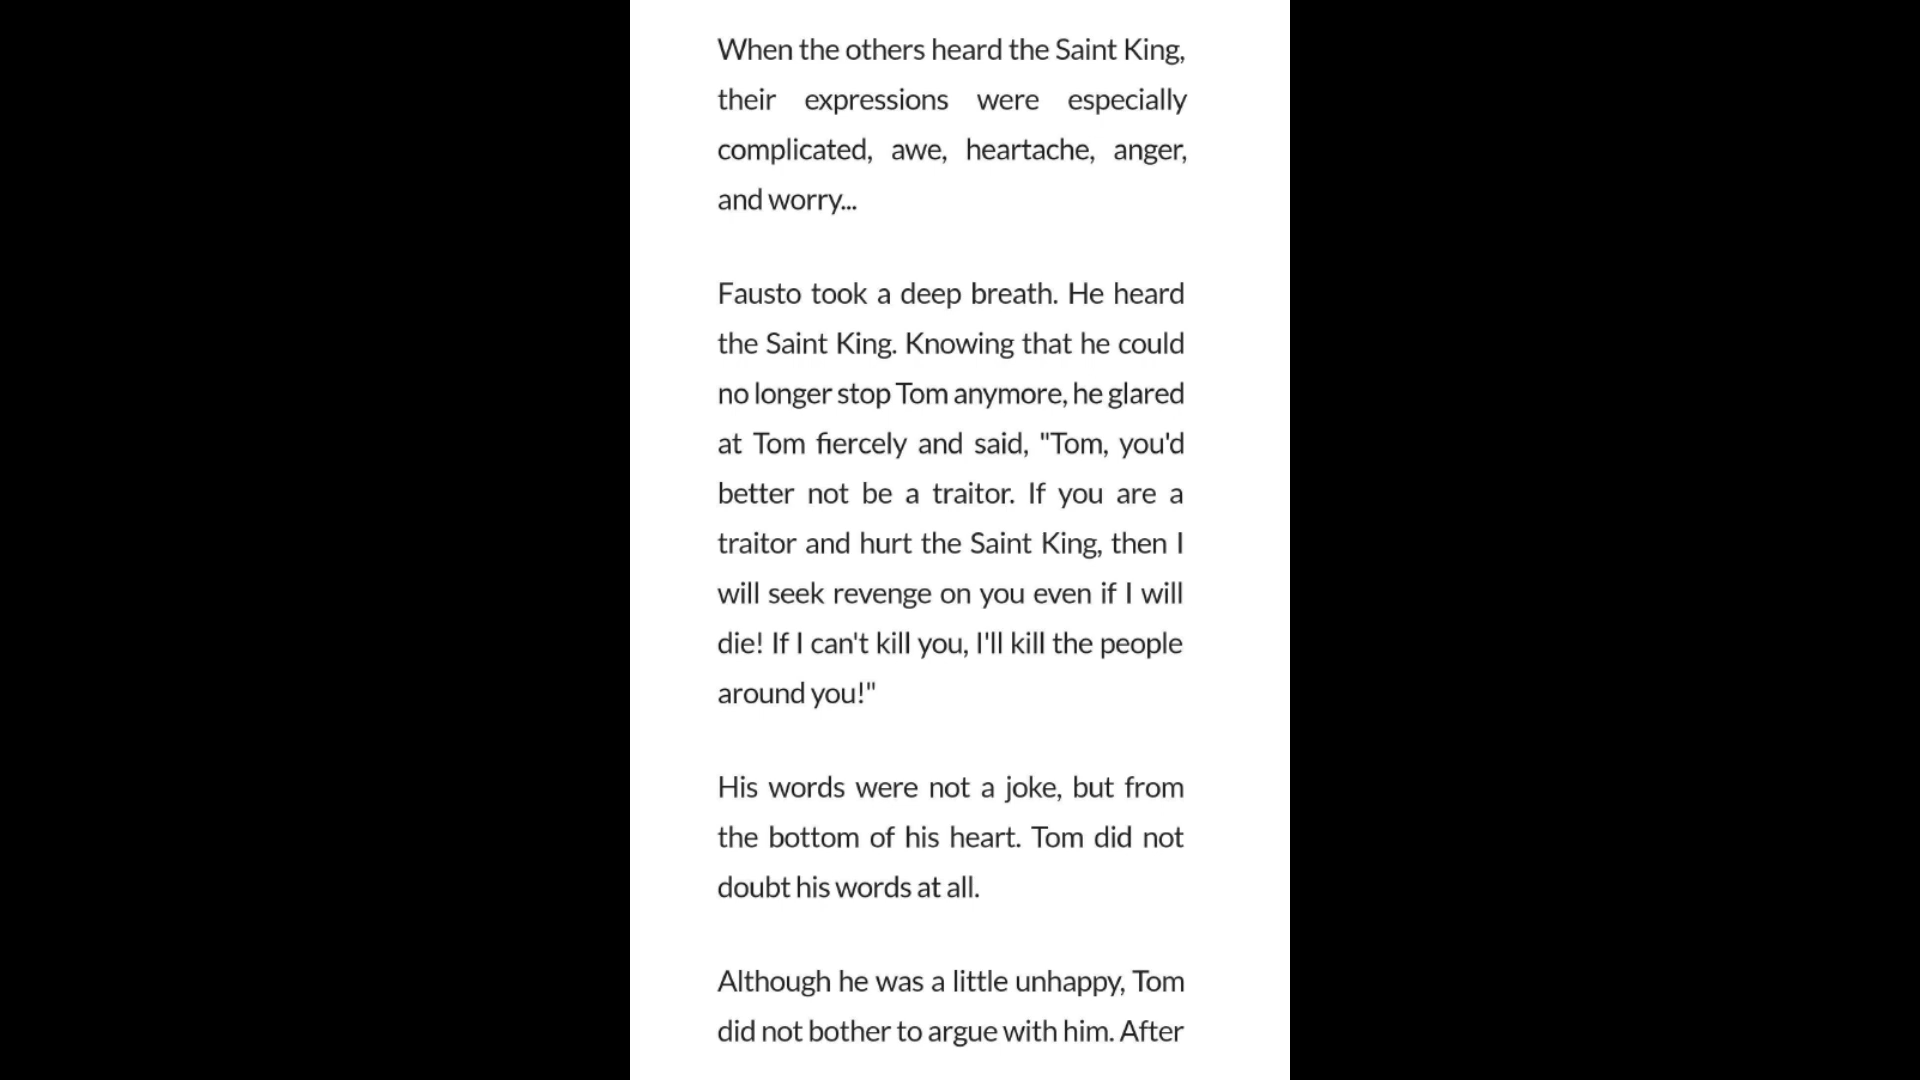 When the others heard the Saint King,
their expressions were especially
complicated, awe, heartache, anger,
and worry...
Fausto took a deep breath. He heard
the Saint King. Knowing that he could
no longer stop Tom anymore, he glared
at Tom fiercely and said, "Tom, you'd
better not be a traitor. If you are a
traitor and hurt the Saint King, then I
will seek revenge on you even if I will
die! If I can't kill you, I'll kill the people
around you!"
His words were not a joke, but from
the bottom of his heart. Tom did not
doubt his words at all.
Although he was a little unhappy, Tom
did not bother to argue with him. After